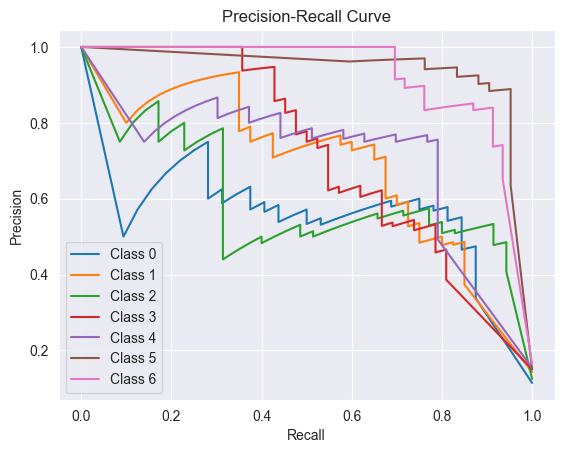 Precision-Recall Curve
1.0
0.8
0.6
0.4
0.2
Precision
Class 0
Class 1
Class 2
Class 3
Class 4
Class 5
Class 6
0.0 0.2 0.4 0.6 0.8 1.0
Recall